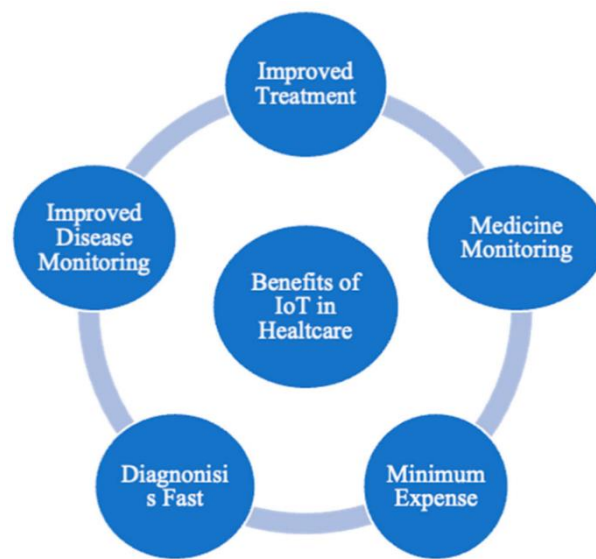 Improved
Treatment
Improved
Disease
Monitoring
Medicine
Monitoring
Benefits of
IoT in
Healtcare
Diagnonisi
s Fast
Minimum
Expense